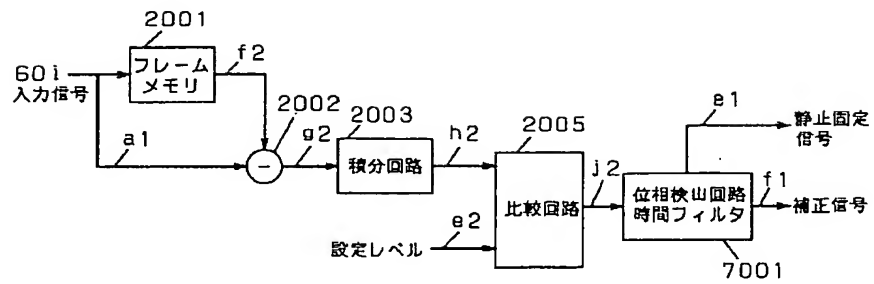 2001
60i
入力信号
フレーム
メモリ
f2
a1
2002
g2
2003
積分回路
h2
2005
比較回路
設定レベル
e2
j2
位相検出回路
時間フィルタ
7001
e1
静止固定
信号
f1
補正信号